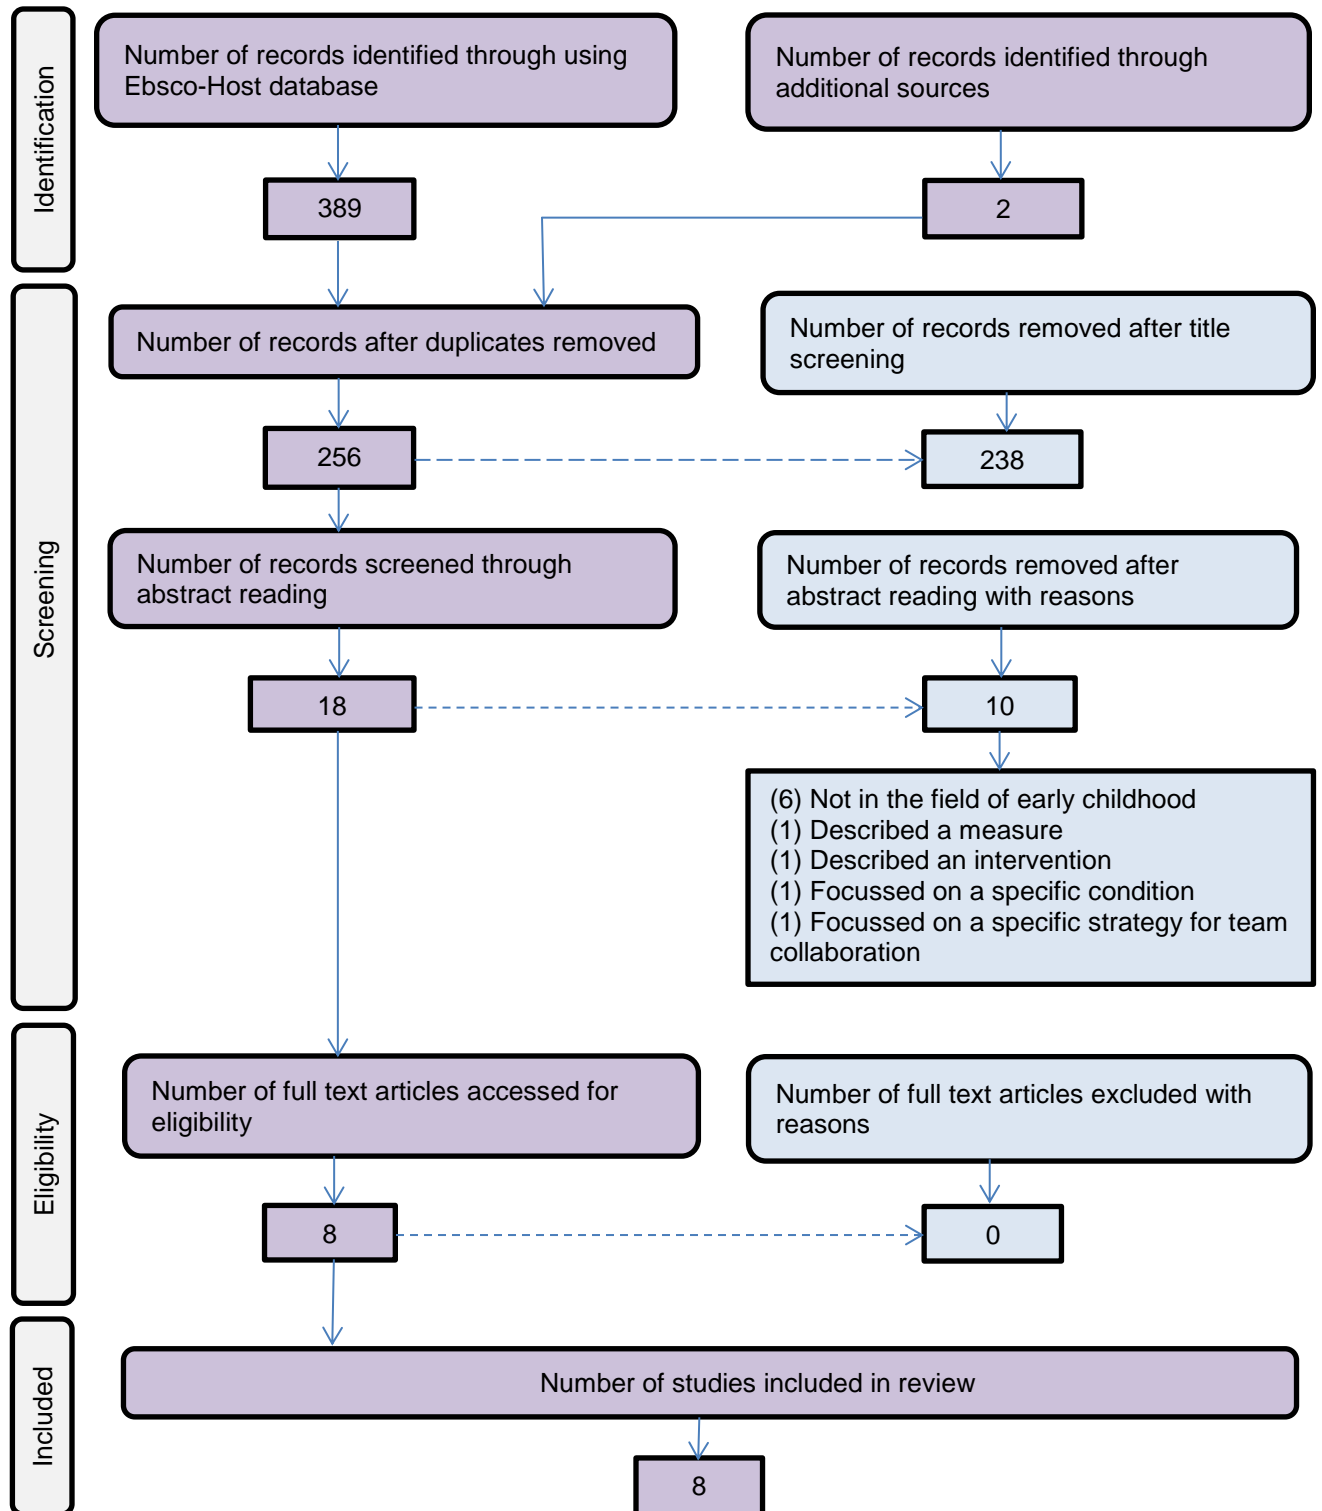 Identification
Number of records identified through using
Ebsco-Host database
Number of records identified through
additional sources
389
2
Screening
Number of records after duplicates removed
Number of records removed after title
screening
256
238
Number of records screened through
abstract reading
Number of records removed after
abstract reading with reasons
18
10
(6) Not in the field of early childhood
(1) Described a measure
(1) Described an intervention
(1) Focussed on a specific condition
(1) Focussed on a specific strategy for team
collaboration
Eligibility
Number of full text articles accessed for
eligibility
Number of full text articles excluded with
reasons
8
0
Included
Number of studies included in review
8